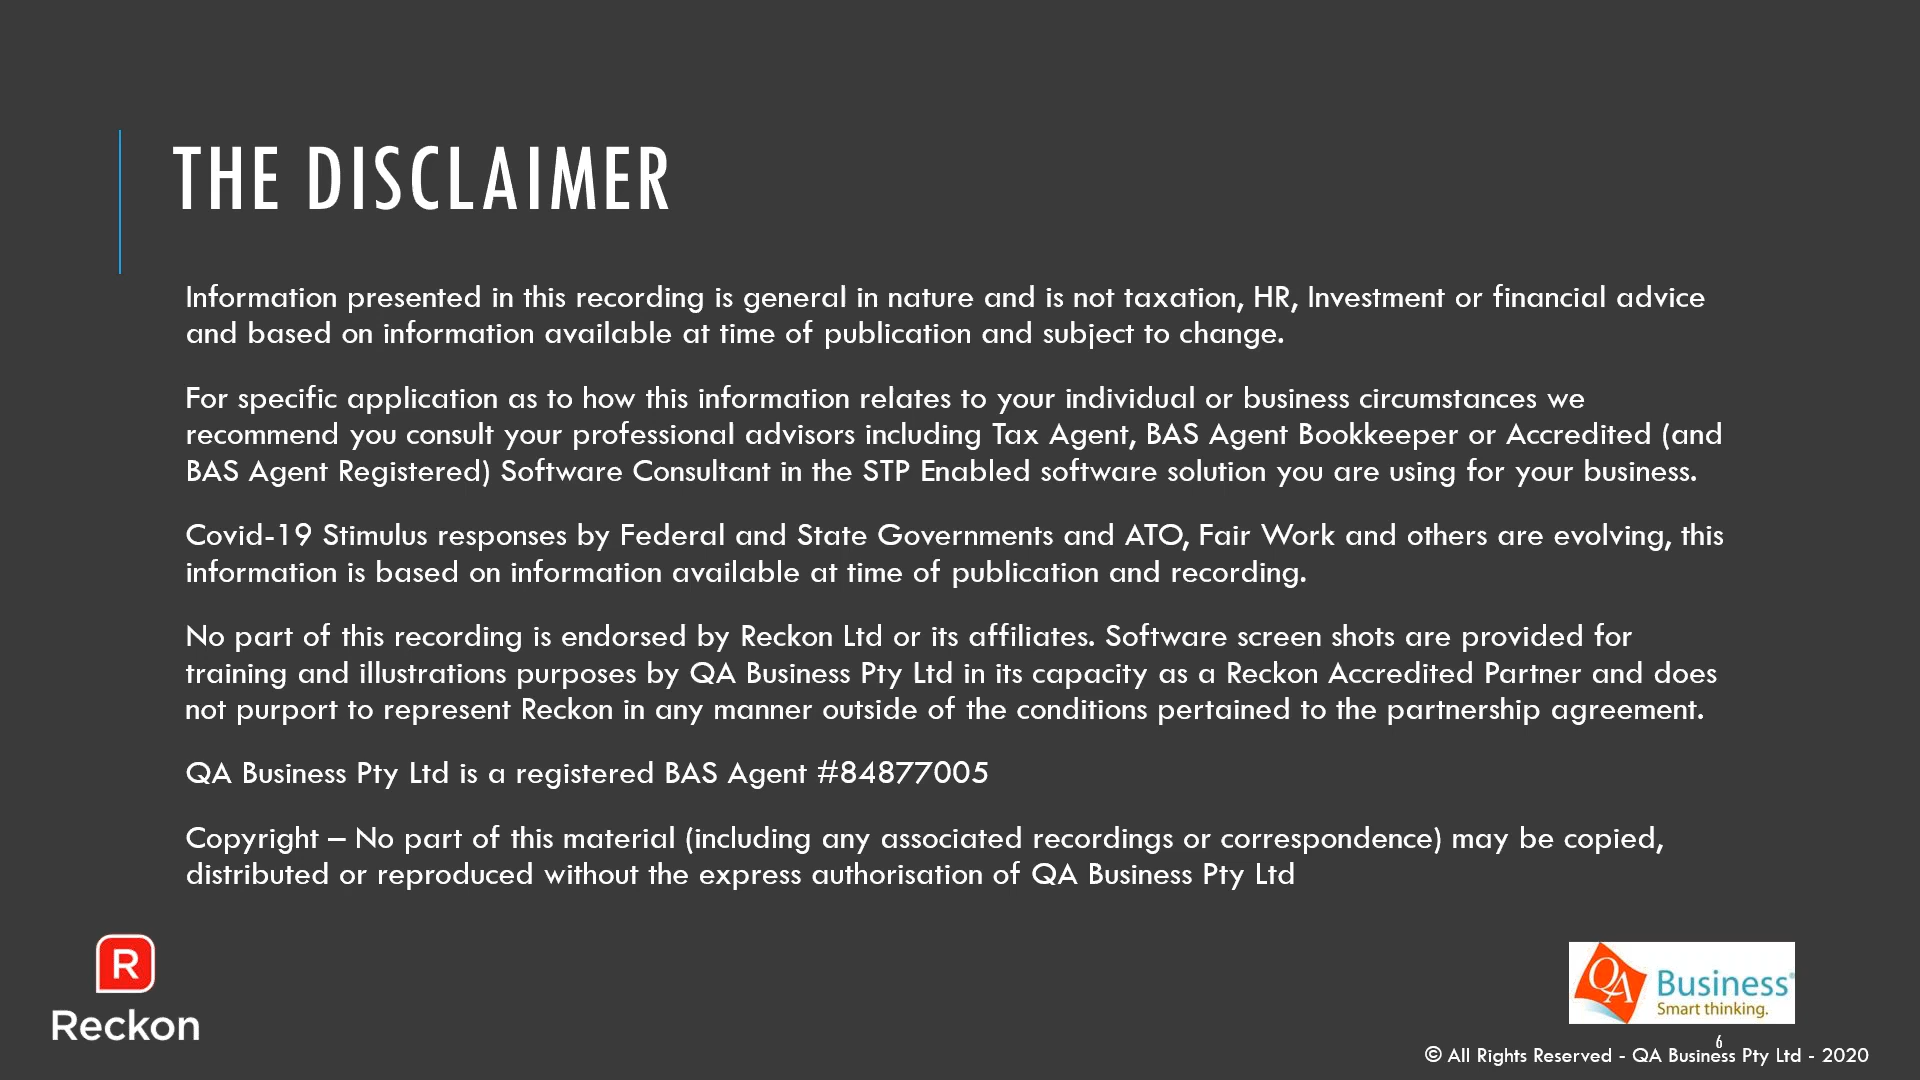 THE DISCLAIMER
Information presented in this recording is general in nature and is not taxation, HR, Investment or financial advice
and based on information available at time of publication and subject to change.
For specific application as to how this information relates to your individual or business circumstances we
recommend you consult your professional advisors including Tax Agent, BAS Agent Bookkeeper or Accredited (and
BAS Agent Registered) Software Consultant in the STP Enabled software solution you are using for your business.
Covid-19 Stimulus responses by Federal and State Governments and ATO, Fair Work and others are evolving, this
information is based on information available at time of publication and recording.
No part of this recording is endorsed by Reckon Ltd or its affiliates. Software screen shots are provided for
training and illustrations purposes by QA Business Pty Ltd in its capacity as a Reckon Accredited Partner and does
not purport to represent Reckon in any manner outside of the conditions pertained to the partnership agreement.
QA Business Pty Ltd is a registered BAS Agent #84877005
Copyright – No part of this material (including any associated recordings or correspondence) may be copied,
distributed or reproduced without the express authorisation of QA Business Pty Ltd
R
Reckon
QA Business®
Smart thinking.
6
© All Rights Reserved - QA Business Pty Ltd - 2020